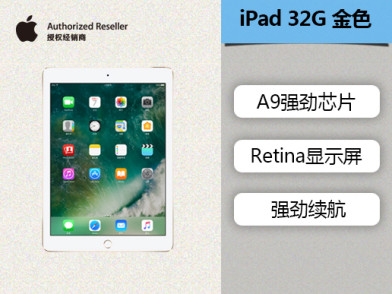 Authorized Reseller
授权经销商
iPad 32G 金色
A9强劲芯片
Retina显示屏
强劲续航